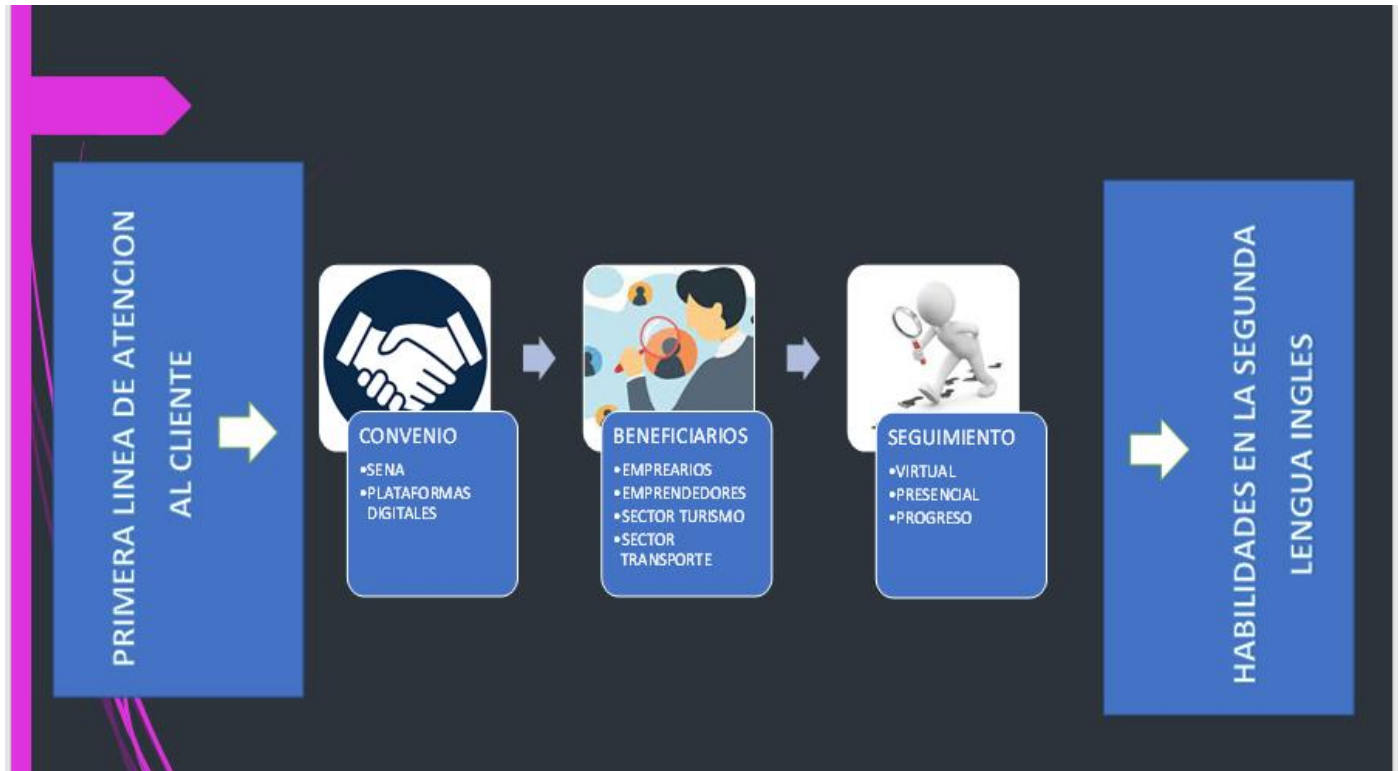 PRIMERA LINEA DE ATENCION
AL CLIENTE
CONVENIO
•SENA
•PLATAFORMAS
DIGITALES
BENEFICIARIOS
•EMPREARIOS
•EMPRENDEDORES
•SECTOR TURISMO
•SECTOR
TRANSPORTE
SEGUIMIENTO
•VIRTUAL
•PRESENCIAL
•PROGRESO
HABILIDADES EN LA SEGUNDA
LENGUA INGLES